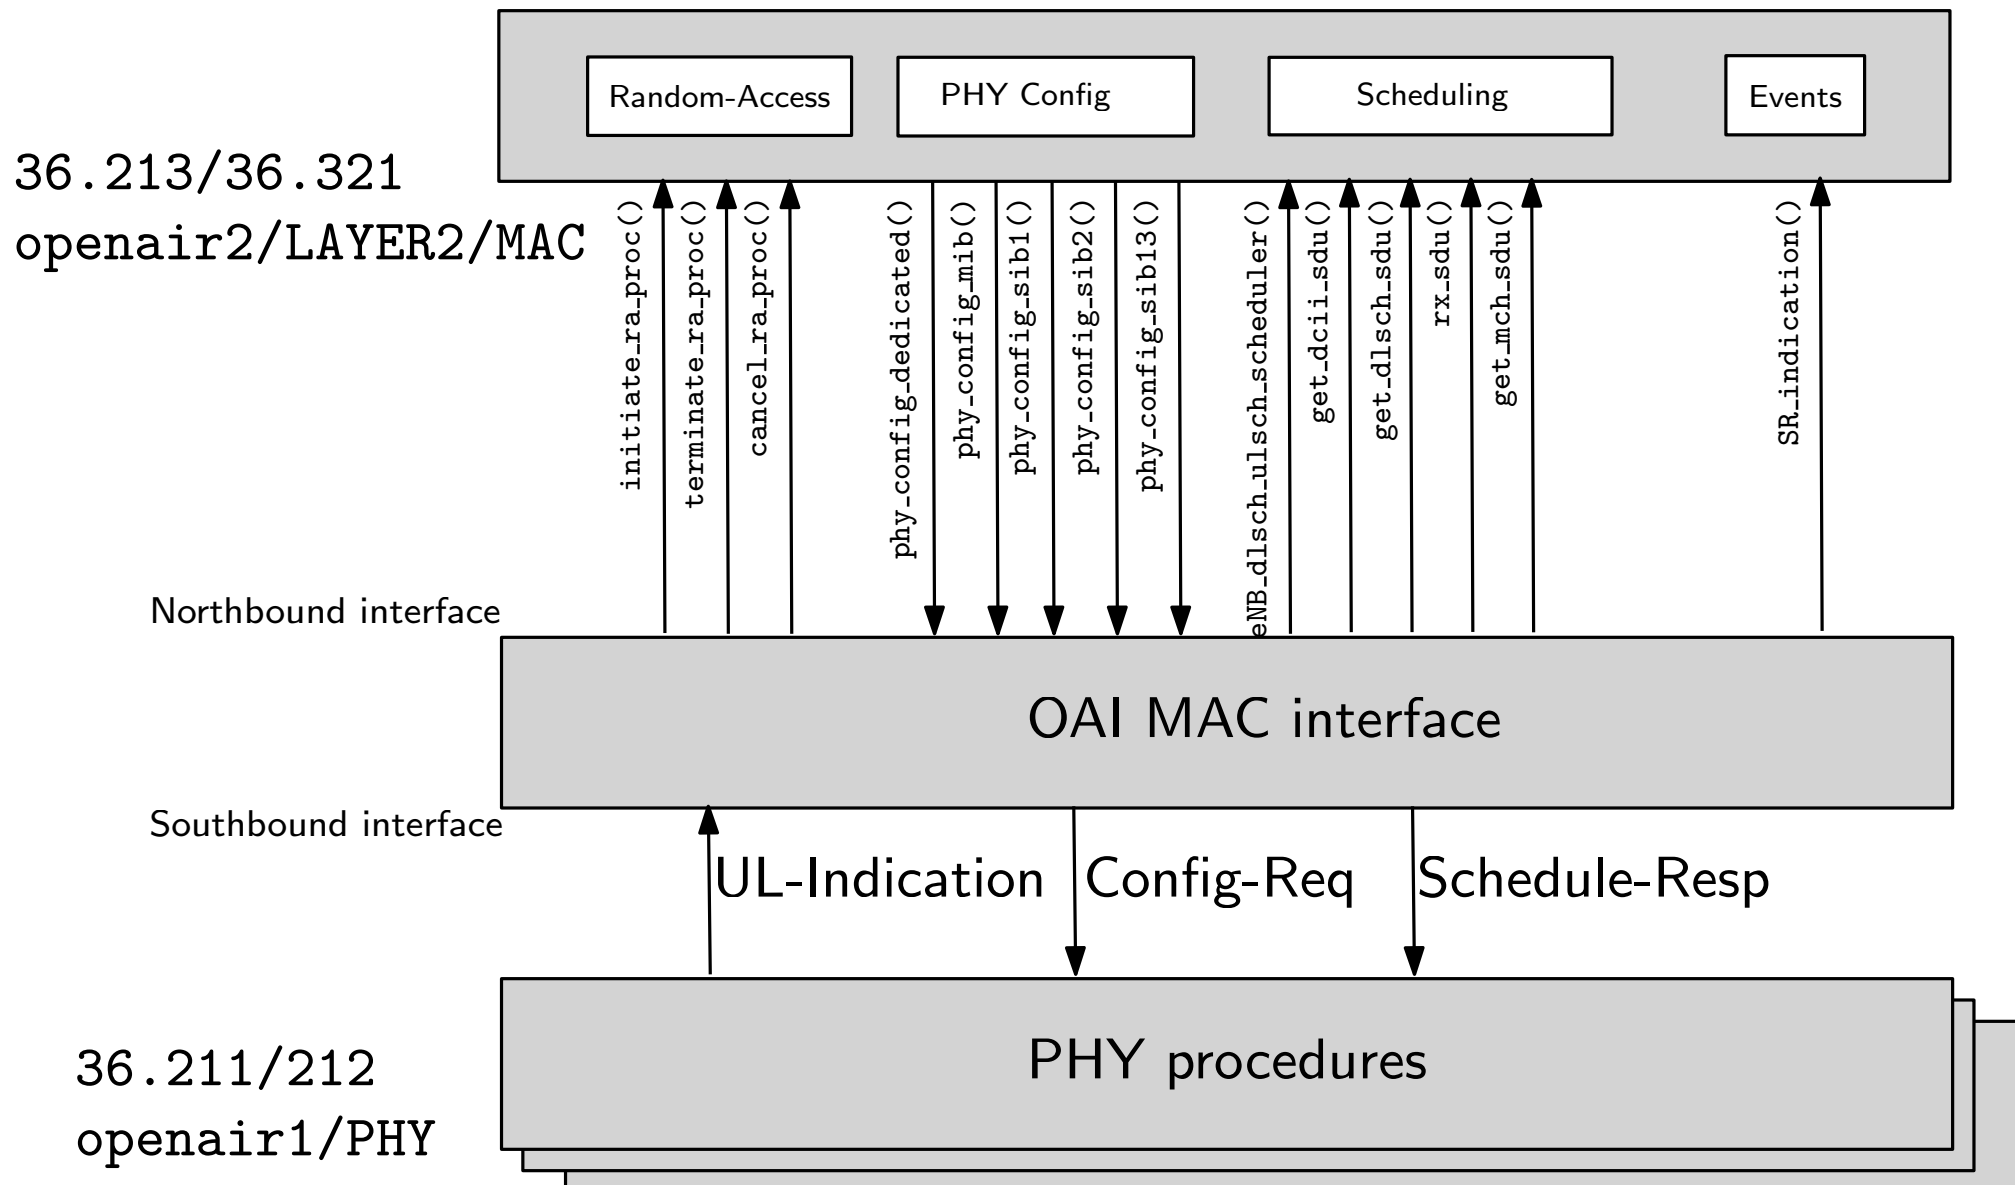 Random-Access
PHY Config
Scheduling
Events
36.213/36.321
openair2/LAYER2/MAC
initiate_ra_proc()
terminate_ra_proc()
cancel_ra_proc()
phy_config_dedicated()
phy_config_mib()
phy_config_sib1()
phy_config_sib2()
phy_config_sib13()
eNB_dlsch_ulsch_scheduler()
get_dcii_sdu()
get_dlsch_sdu()
rx_sdu()
get_mch_sdu()
SR_indication()
Northbound interface
OAI MAC interface
Southbound interface
UL-Indication
Config-Req
Schedule-Resp
PHY procedures
36.211/212
openair1/PHY